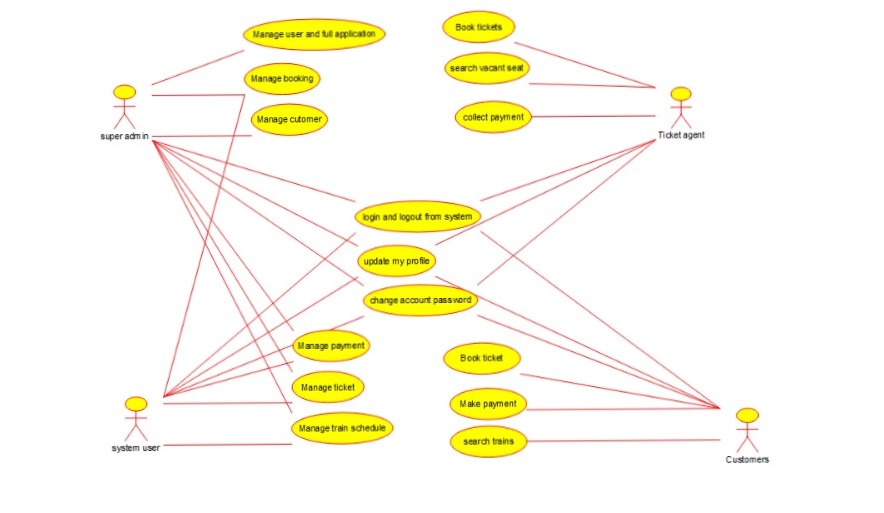 Manage user and full application
Book tickets
search vacant seat
Manage booking
Manage cutomer
collect payment
super admin
Ticket agent
login and logout from system
update my profile
change account password
Manage payment
Book ticket
Manage ticket
Make payment
Manage train schedule
search trains
system user
Customers